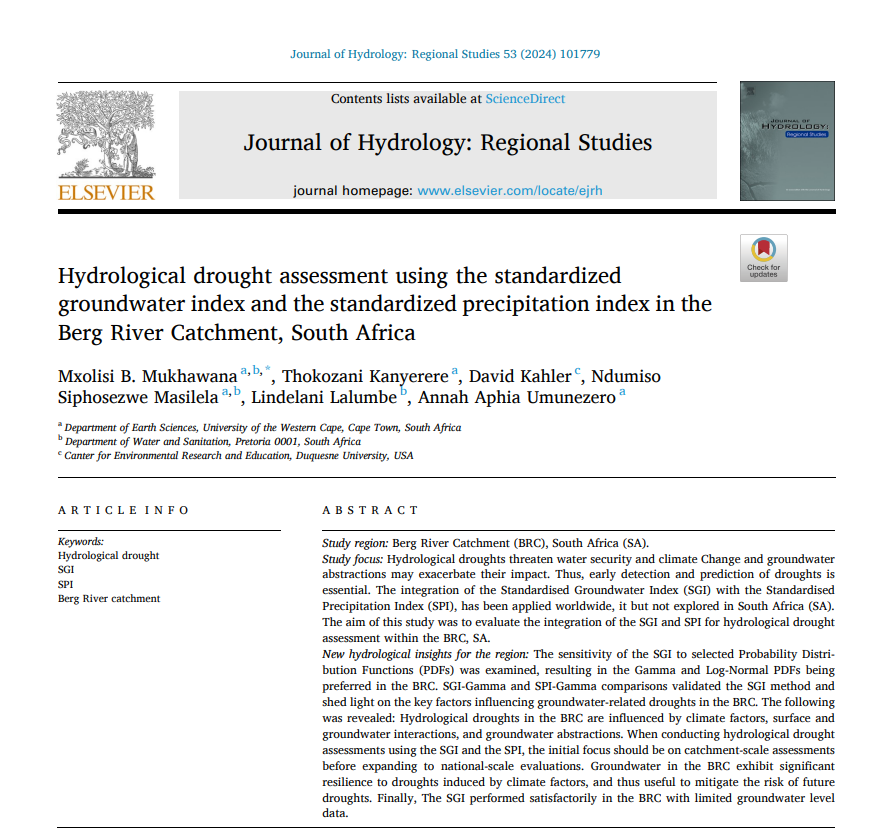 Journal of Hydrology: Regional Studies 53 (2024) 101779
Contents lists available at ScienceDirect
Journal of Hydrology: Regional Studies
journal homepage: www.elsevier.com/locate/ejrh
ELSEVIER
JOURNAL OF
HYDROLOGY:
Regional Studies
Check for
updates
Hydrological drought assessment using the standardized
groundwater index and the standardized precipitation index in the
Berg River Catchment, South Africa
Mxolisi B. Mukhawana a,b,*, Thokozani Kanyerere a, David Kahler c, Ndumiso
Siphosezwe Masilela a,b, Lindelani Lalumbe b, Annah Aphia Umunezero a
a Department of Earth Sciences, University of the Western Cape, Cape Town, South Africa
b Department of Water and Sanitation, Pretoria 0001, South Africa
c Canter for Environmental Research and Education, Duquesne University, USA
ARTICLE INFO
Keywords:
Hydrological drought
SGI
SPI
Berg River catchment
ABSTRACT
Study region: Berg River Catchment (BRC), South Africa (SA).
Study focus: Hydrological droughts threaten water security and climate Change and groundwater
abstractions may exacerbate their impact. Thus, early detection and prediction of droughts is
essential. The integration of the Standardised Groundwater Index (SGI) with the Standardised
Precipitation Index (SPI), has been applied worldwide, it but not explored in South Africa (SA).
The aim of this study was to evaluate the integration of the SGI and SPI for hydrological drought
assessment within the BRC, SA.
New hydrological insights for the region: The sensitivity of the SGI to selected Probability Distri-
bution Functions (PDFs) was examined, resulting in the Gamma and Log-Normal PDFs being
preferred in the BRC. SGI-Gamma and SPI-Gamma comparisons validated the SGI method and
shed light on the key factors influencing groundwater-related droughts in the BRC. The following
was revealed: Hydrological droughts in the BRC are influenced by climate factors, surface and
groundwater interactions, and groundwater abstractions. When conducting hydrological drought
assessments using the SGI and the SPI, the initial focus should be on catchment-scale assessments
before expanding to national-scale evaluations. Groundwater in the BRC exhibit significant
resilience to droughts induced by climate factors, and thus useful to mitigate the risk of future
droughts. Finally, The SGI performed satisfactorily in the BRC with limited groundwater level
data.